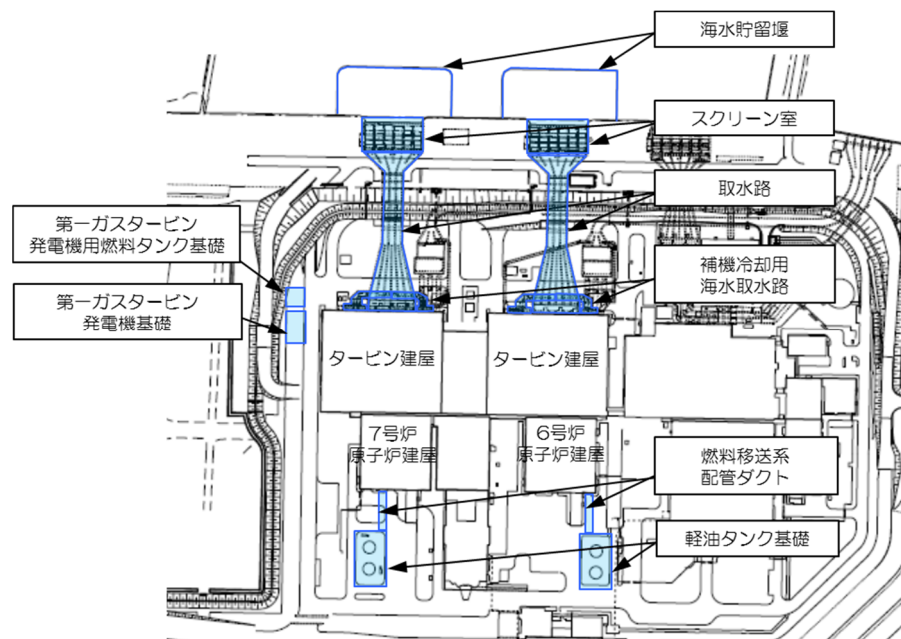 海水貯留堰
スクリーン室
取水路
第一ガスタービン
発電機用燃料タンク基礎
補機冷却用
海水取水路
第一ガスタービン
発電機基礎
タービン建屋
タービン建屋
7号炉
原子炉建屋
6号炉
原子炉建屋
燃料移送系
配管ダクト
軽油タンク基礎